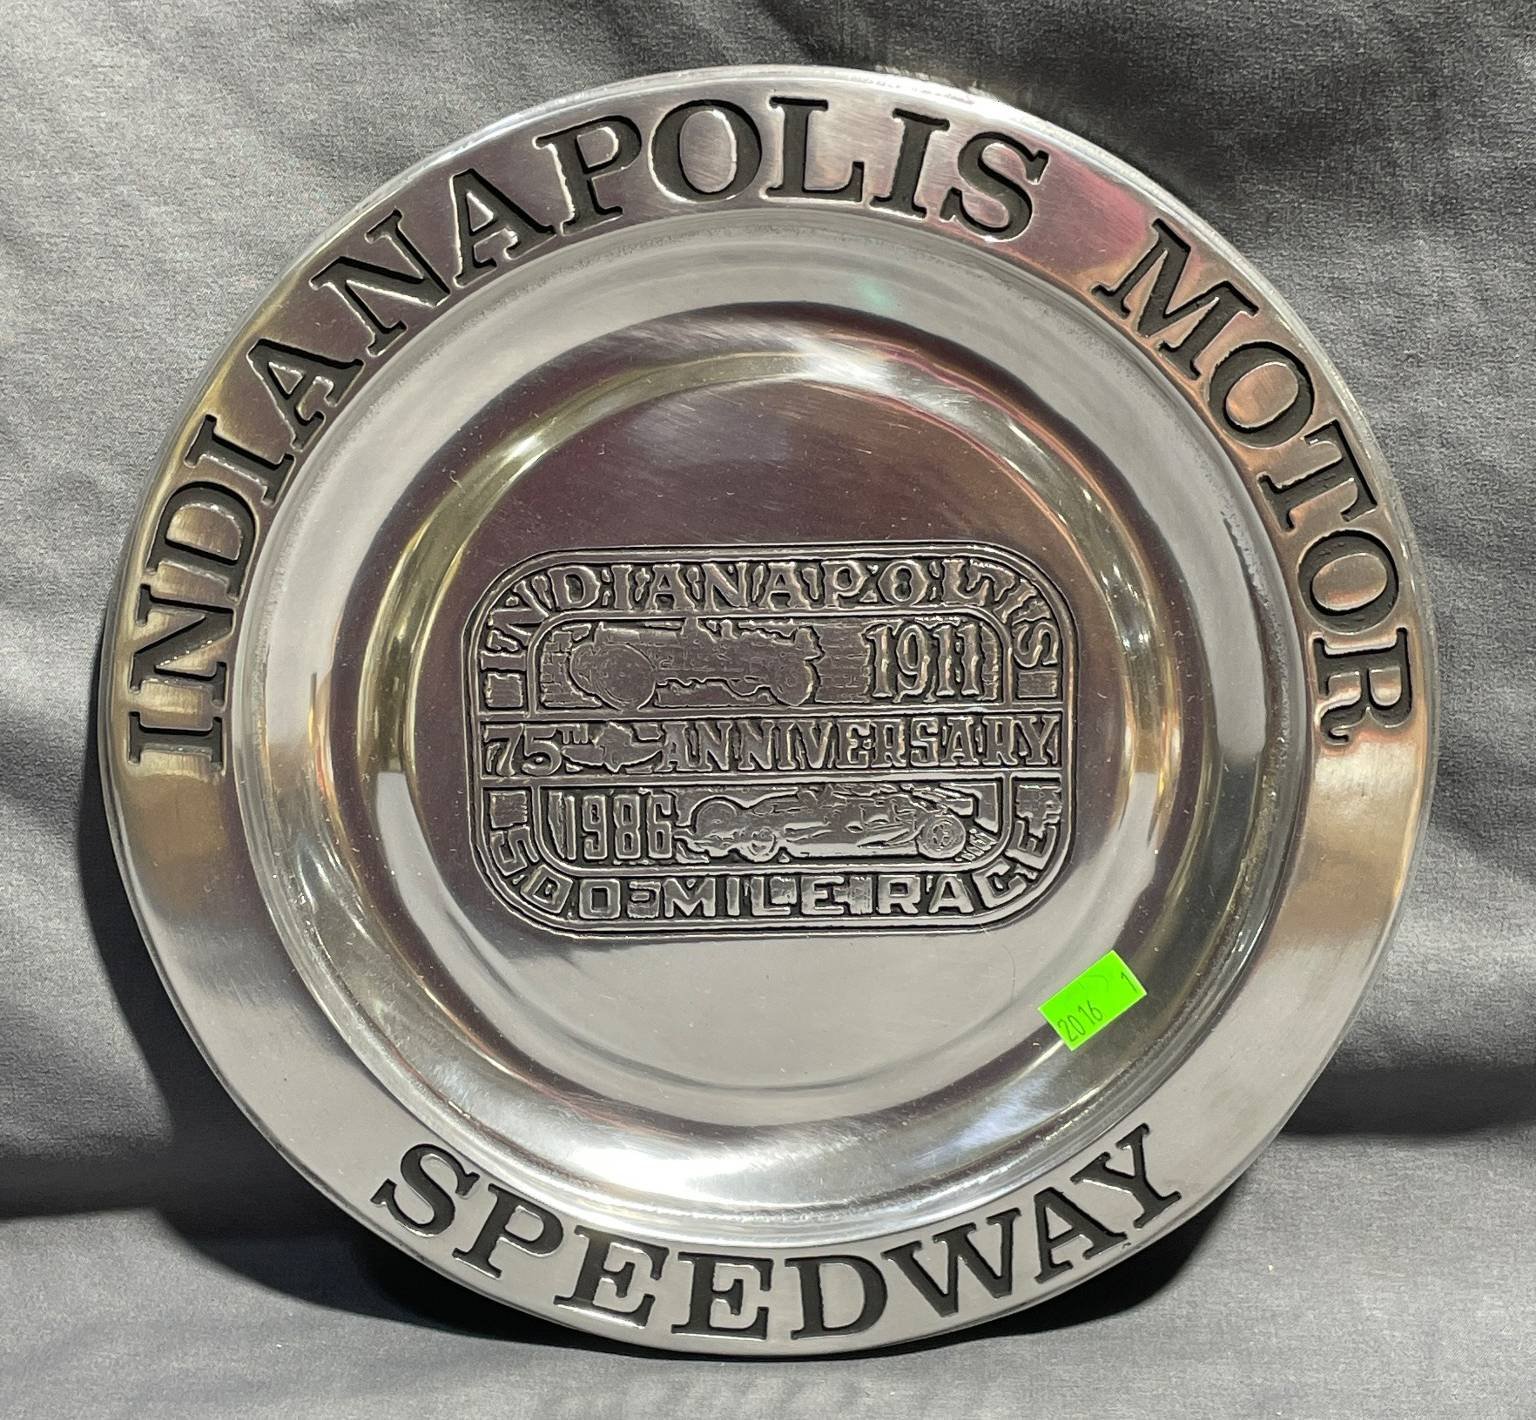 INDIANAPOLIS MOTOR
SPEEDWAY
INDIANAPOLIS
1911
75TH ANNIVERSARY
1986
500-MILE RACE
2016 1